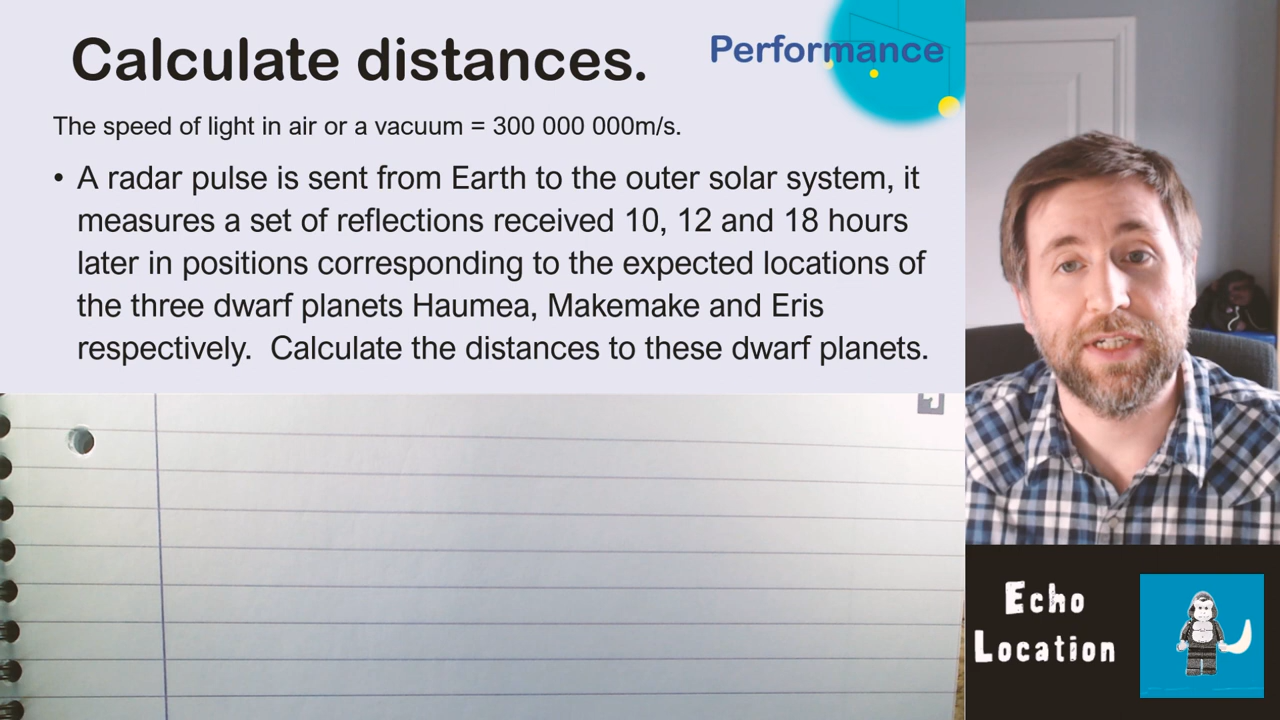 Calculate distances.
Performance
The speed of light in air or a vacuum = 300 000 000m/s.
• A radar pulse is sent from Earth to the outer solar system, it
measures a set of reflections received 10, 12 and 18 hours
later in positions corresponding to the expected locations of
the three dwarf planets Haumea, Makemake and Eris
respectively.  Calculate the distances to these dwarf planets.
Echo
Location